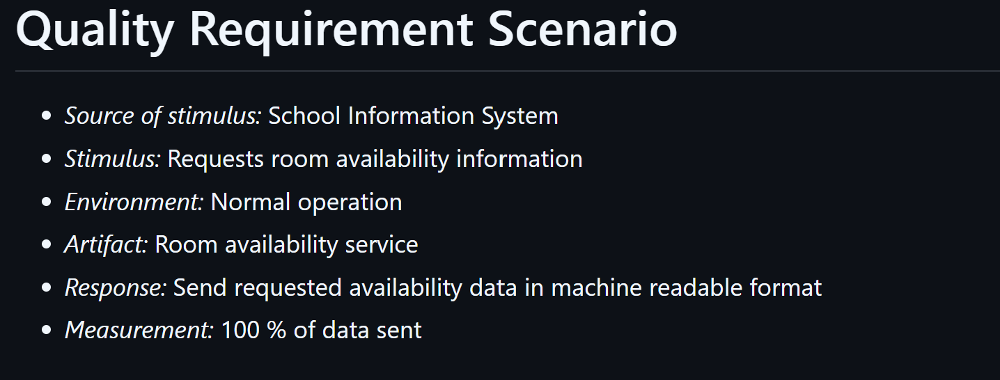 Quality Requirement Scenario
• Source of stimulus: School Information System
• Stimulus: Requests room availability information
• Environment: Normal operation
• Artifact: Room availability service
• Response: Send requested availability data in machine readable format
• Measurement: 100 % of data sent